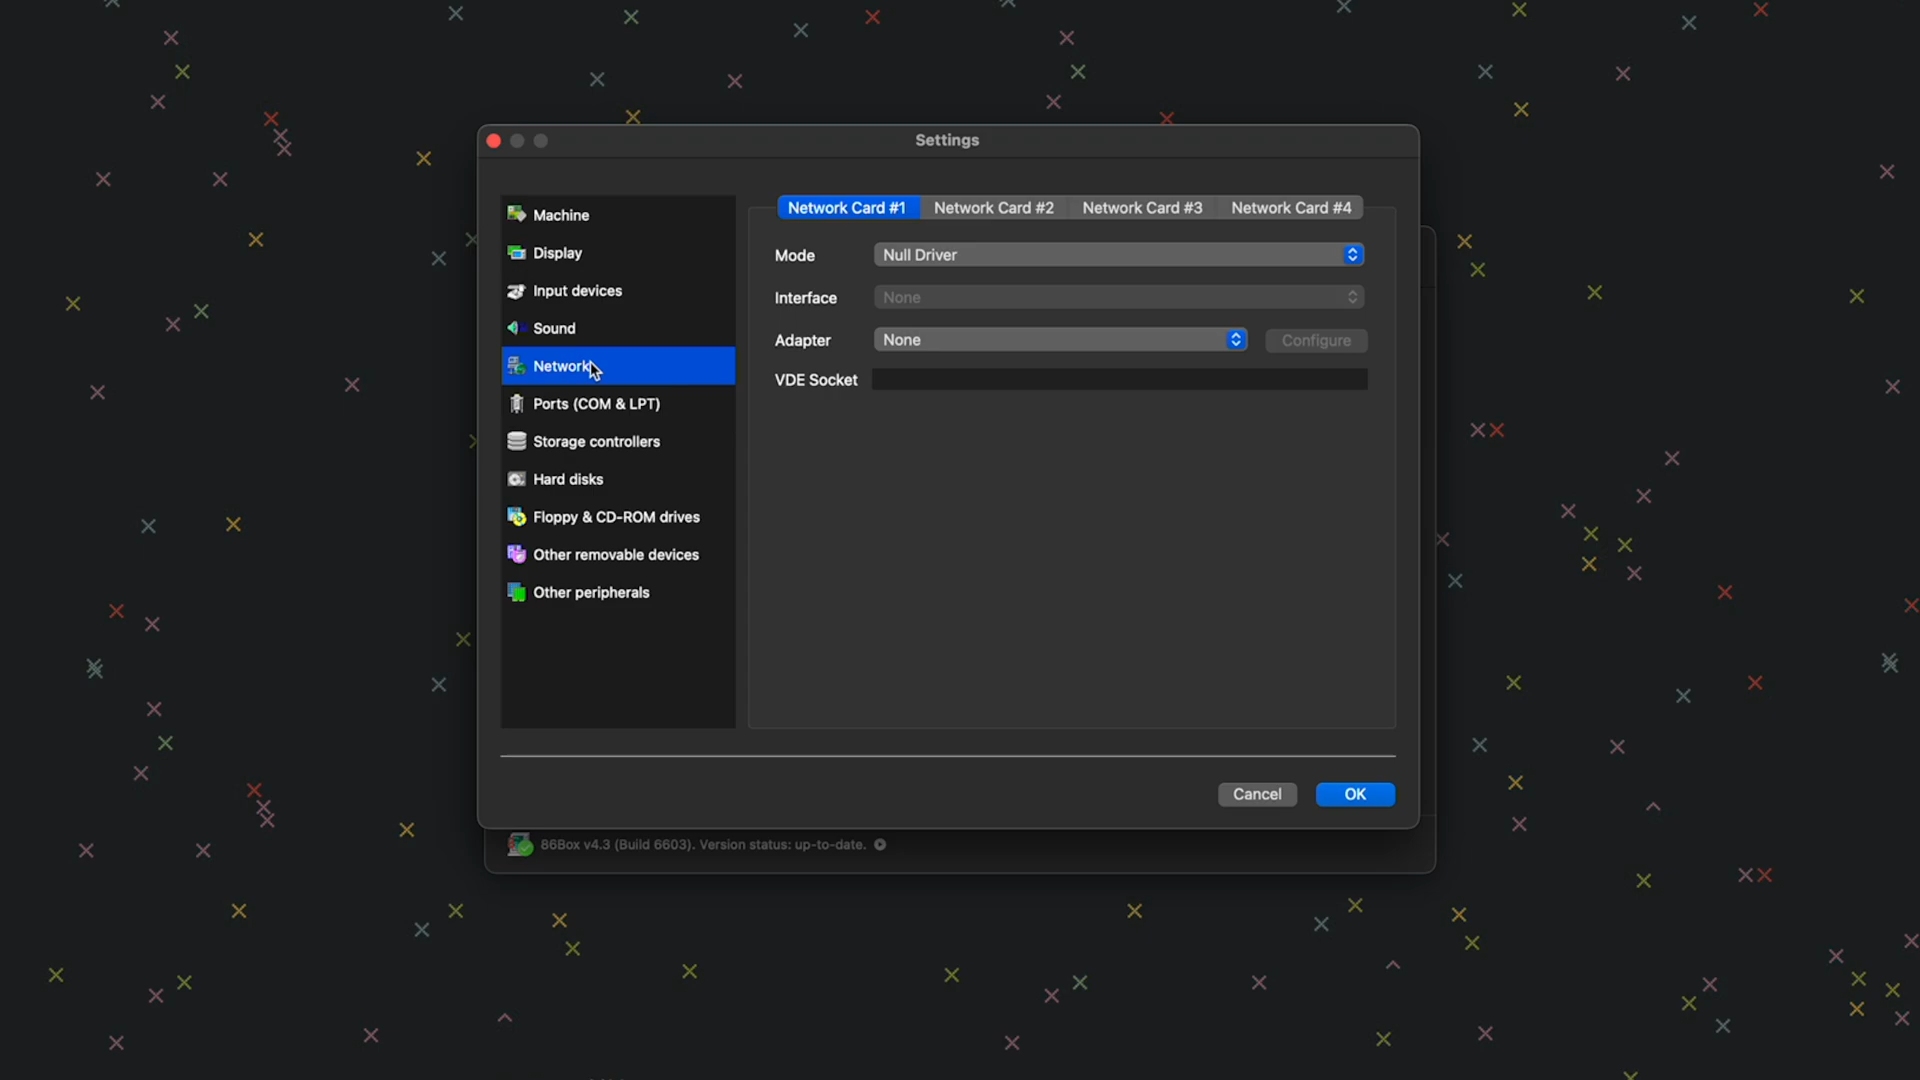 Settings
Machine
Display
Input devices
Sound
Network
Ports (COM & LPT)
Storage controllers
Hard disks
Floppy & CD-ROM drives
Other removable devices
Other peripherals
Network Card #1 Network Card #2 Network Card #3 Network Card #4
Mode Null Driver
Interface None
Adapter None Configure
VDE Socket
Cancel OK
86Box v4.3 (Build 6603). Version status: up-to-date.